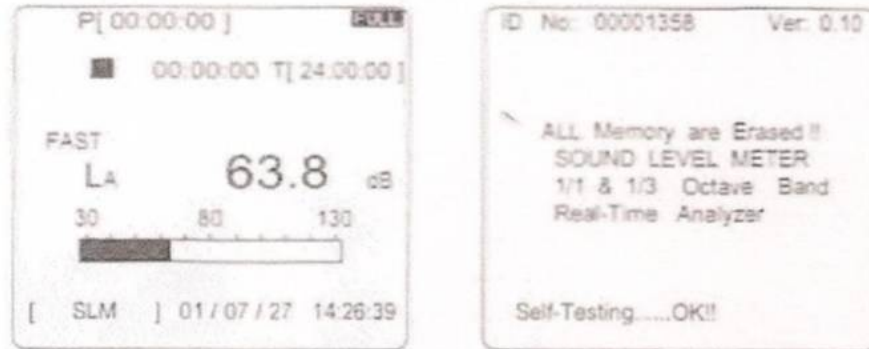 P[ 00:00:00 ] FULL
00:00:00 T[ 24:00:00 ]
FAST
LA 63.8 dB
30 80 130
[ SLM ] 01 / 07 / 27 14:26:39
ID No: 00001358 Ver: 0.10
ALL Memory are Erased !!
SOUND LEVEL METER
1/1 & 1/3 Octave Band
Real-Time Analyzer
Self-Testing.....OK!!